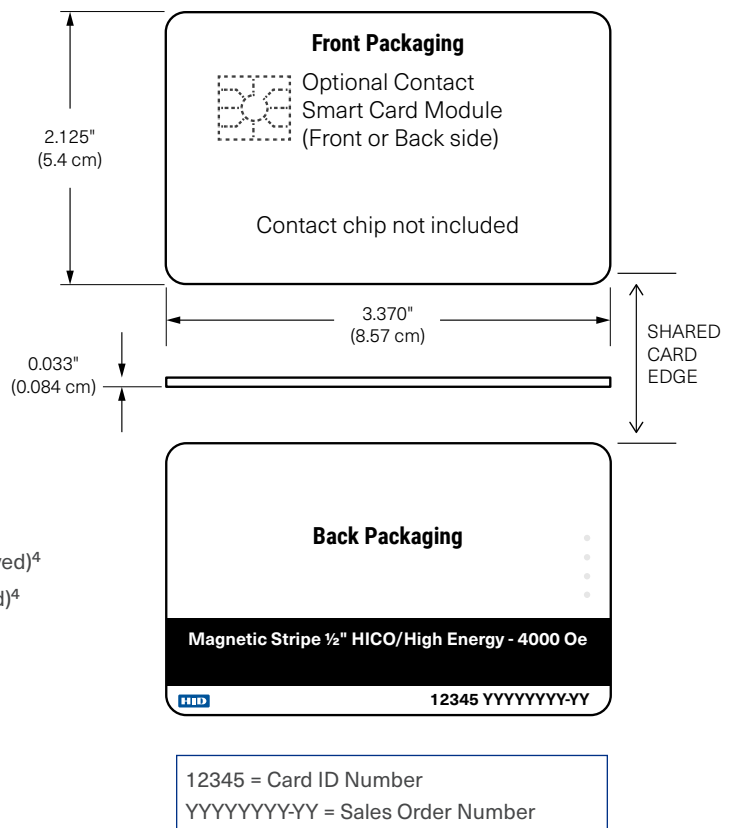 Front Packaging
Optional Contact
Smart Card Module
(Front or Back side)
2.125"
(5.4 cm)
Contact chip not included
3.370"
(8.57 cm)
SHARED
CARD
EDGE
0.033"
(0.084 cm)
Back Packaging
ed)⁴
d)⁴
Magnetic Stripe ½" HICO/High Energy - 4000 Oe
HID
12345 YYYYYYYY-YY
12345 = Card ID Number
YYYYYYYY-YY = Sales Order Number